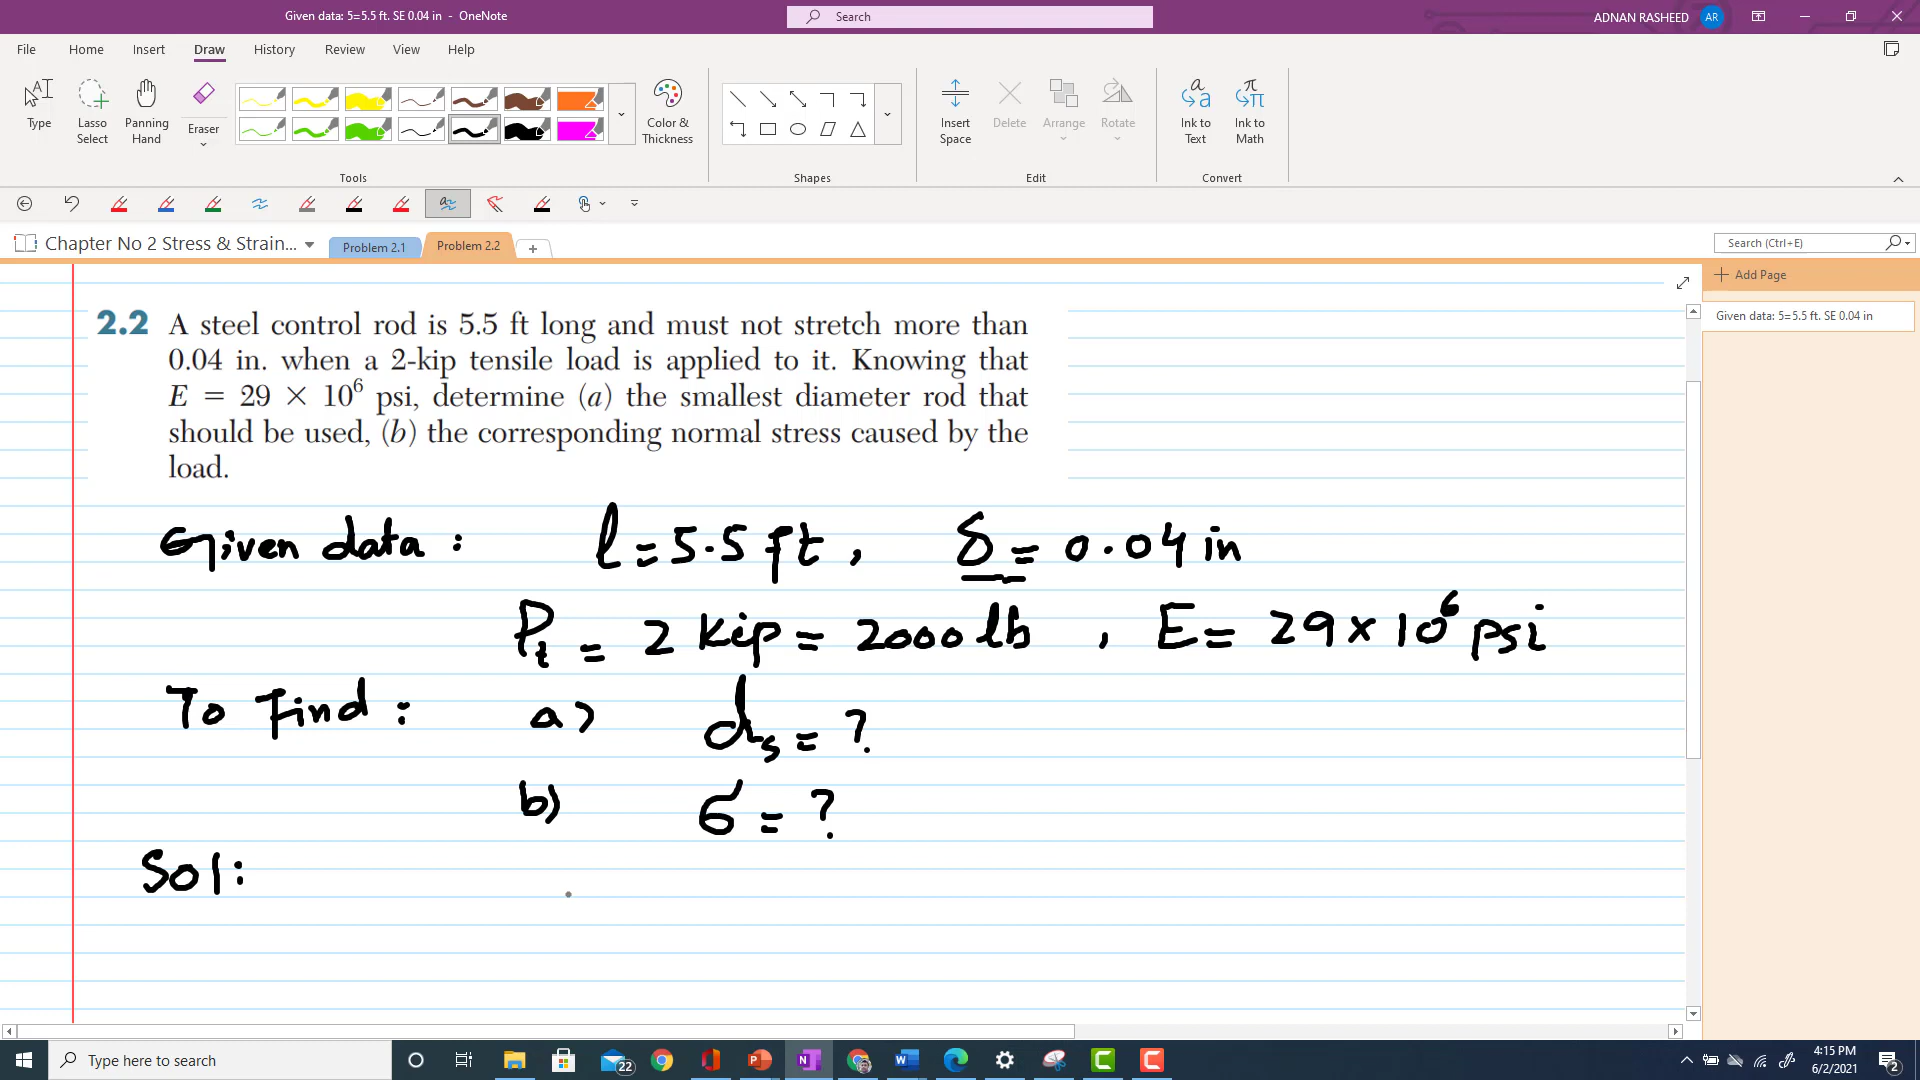 Given data: 5=5.5 ft. SE 0.04 in - OneNote
Search
ADNAN RASHEED AR
File Home Insert Draw History Review View Help
Type Lasso Select Panning Hand Eraser Color & Thickness Insert Space Delete Arrange Rotate Ink to Text Ink to Math
Tools Shapes Edit Convert
Chapter No 2 Stress & Strain... Problem 2.1 Problem 2.2 Search (Ctrl+E)
Add Page
Given data: 5=5.5 ft. SE 0.04 in
2.2 A steel control rod is 5.5 ft long and must not stretch more than
0.04 in. when a 2-kip tensile load is applied to it. Knowing that
E = 29 × 10⁶ psi, determine (a) the smallest diameter rod that
should be used, (b) the corresponding normal stress caused by the
load.
Given data : l = 5.5 ft , δ = 0.04 in
Pt = 2 kip = 2000 lb , E = 29 × 10⁶ psi
To Find : a) ds = ?
b) σ = ?
Sol :
Type here to search
22
4:15 PM
6/2/2021
2